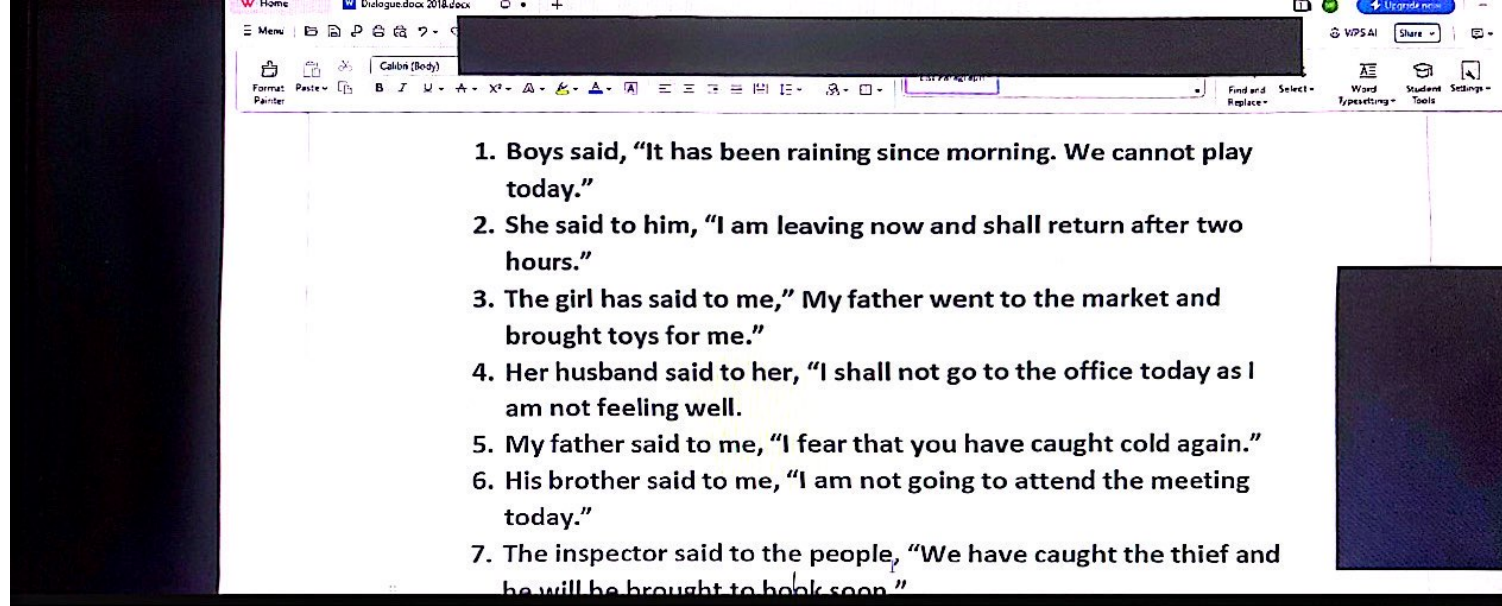 Home Dialogue.docx 2018.docx + Upgrade now
Menu WPS AI Share
Calibri (Body)
Format Painter Paste B I U A X² A A A Find and Replace Select Word Typesetting Student Tools Settings
1. Boys said, “It has been raining since morning. We cannot play
today.”
2. She said to him, “I am leaving now and shall return after two
hours.”
3. The girl has said to me,” My father went to the market and
brought toys for me.”
4. Her husband said to her, “I shall not go to the office today as I
am not feeling well.
5. My father said to me, “I fear that you have caught cold again.”
6. His brother said to me, “I am not going to attend the meeting
today.”
7. The inspector said to the people, “We have caught the thief and
he will be brought to book soon.”